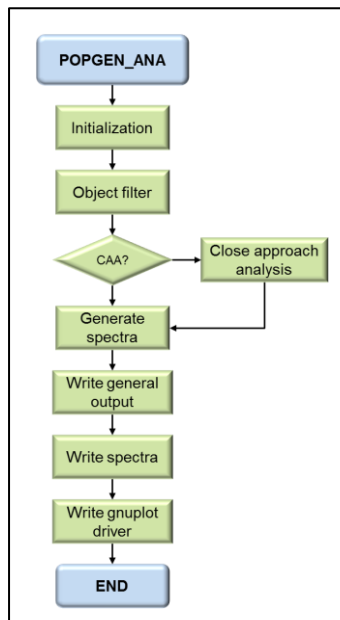 POPGEN_ANA
Initialization
Object filter
CAA?
Close approach
analysis
Generate
spectra
Write general
output
Write spectra
Write gnuplot
driver
END